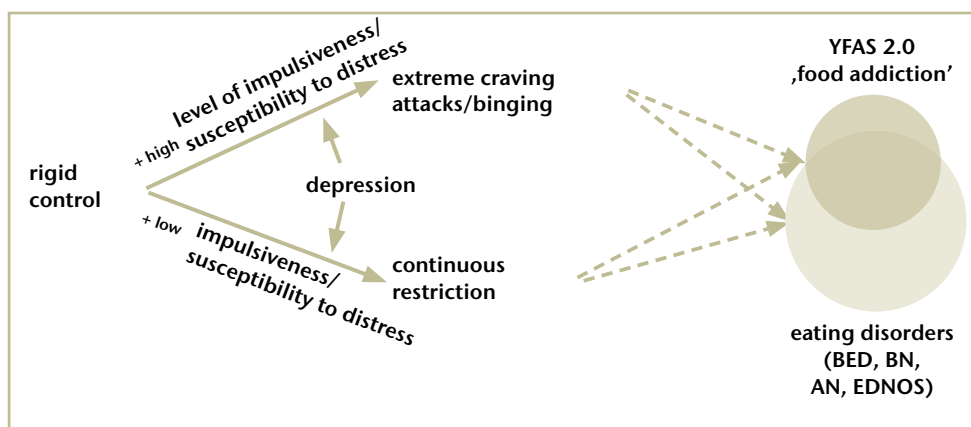 rigid
control
+ high
level of impulsiveness/
susceptibility to distress
extreme craving
attacks/binging
depression
+ low
impulsiveness/
susceptibility to distress
continuous
restriction
YFAS 2.0
‚food addiction’
eating disorders
(BED, BN,
AN, EDNOS)